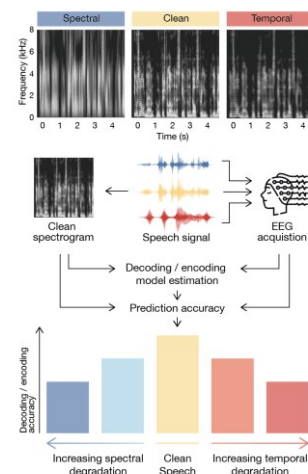 Spectral Clean Temporal
Frequency (kHz)
8
6
4
2
0
0 1 2 3 4 0 1 2 3 4 0 1 2 3 4
Time (s)
Clean
spectrogram
Speech signal
EEG
acquistion
Decoding / encoding
model estimation
Prediction accuracy
Decoding / encoding
accuracy
Increasing spectral
degradation
Clean
Speech
Increasing temporal
degradation